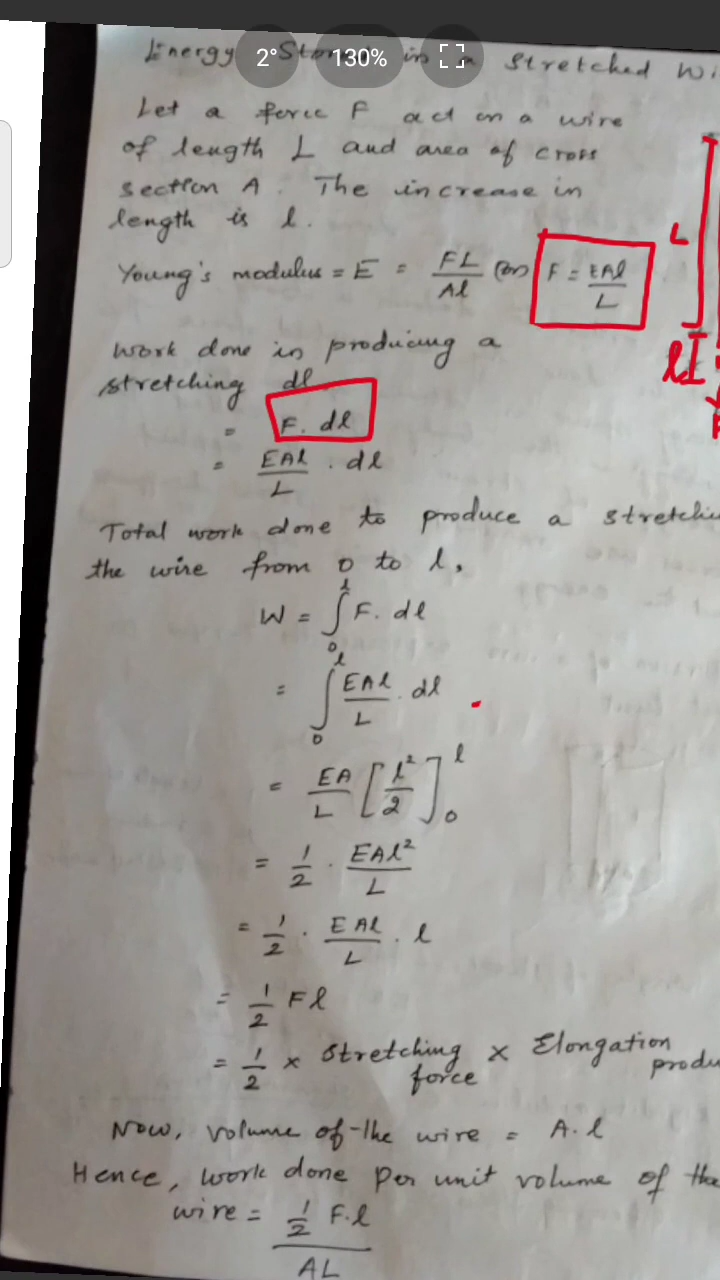 2° 130%
Energy Stored in a Stretched Wi
Let a force F act on a wire
of length L and area of cross
section A. The increase in
length is l.
Young's modulus = E = FL/Al (or) F = EAl/L
L
l
F
Work done in producing a
stretching dl
= F. dl
= EAl/L . dl
Total work done to produce a stretchin
the wire from 0 to l,
W = ∫₀ˡ F. dl
= ∫₀ˡ EAl/L . dl
= EA/L [l²/2]₀ˡ
= 1/2 . EAl²/L
= 1/2 . EAl/L . l
= 1/2 Fl
= 1/2 × Stretching force × Elongation produ
Now, volume of the wire = A.l
Hence, work done per unit volume of the
wire = 1/2 F.l / AL